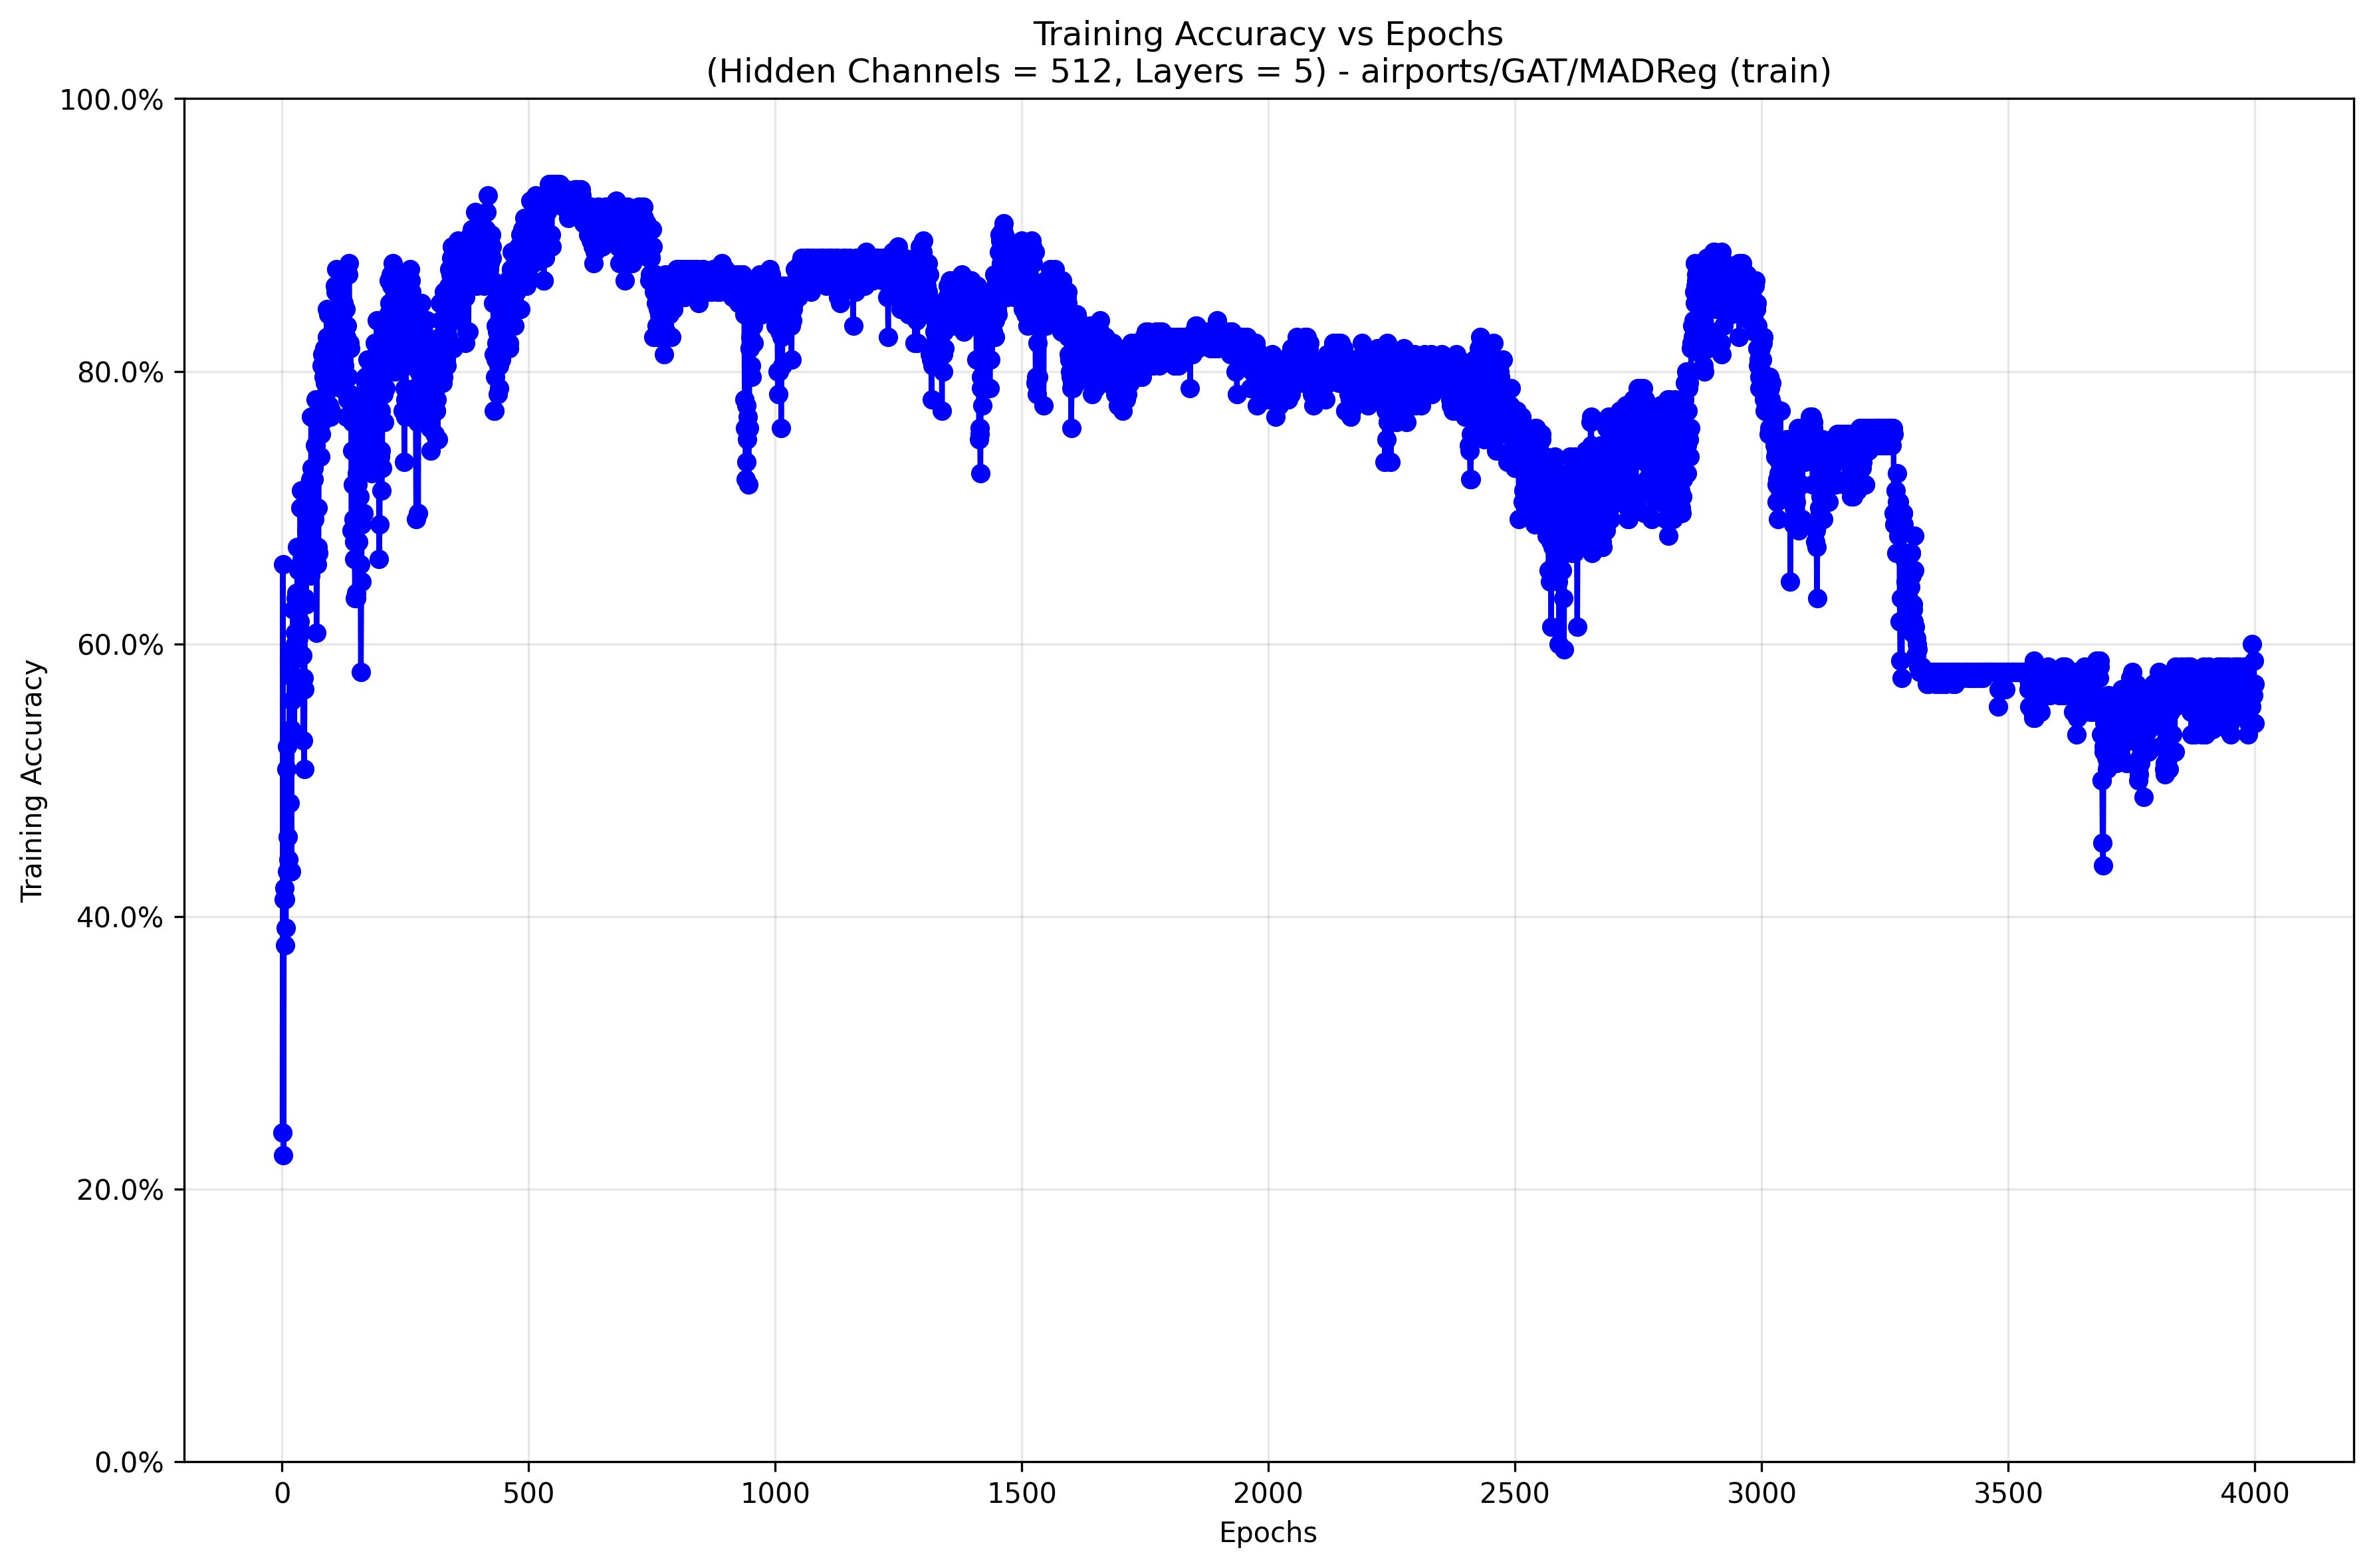 Training Accuracy vs Epochs
(Hidden Channels = 512, Layers = 5) - airports/GAT/MADReg (train)
100.0%
80.0%
60.0%
40.0%
20.0%
0.0%
Training Accuracy
0 500 1000 1500 2000 2500 3000 3500 4000
Epochs